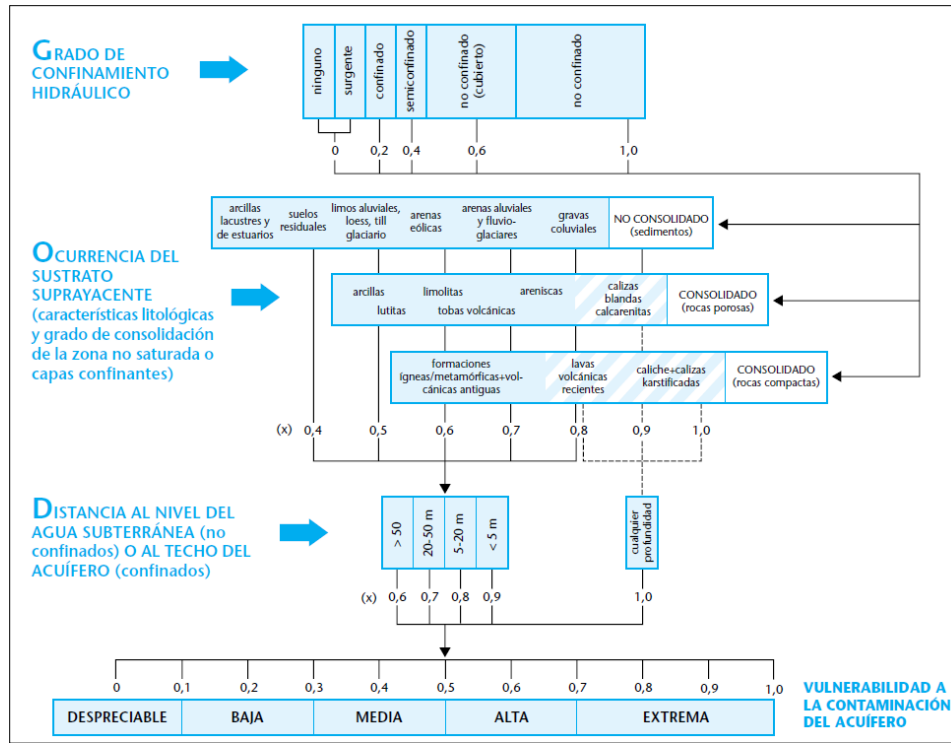 GRADO DE
CONFINAMIENTO
HIDRÁULICO
ninguno
surgente
confinado
semiconfinado
no confinado
(cubierto)
no confinado
0
0,2
0,4
0,6
1,0
arcillas
lacustres y
de estuarios
suelos
residuales
limos aluviales,
loess, till
glaciario
arenas
eólicas
arenas aluviales
y fluvio-
glaciares
gravas
coluviales
NO CONSOLIDADO
(sedimentos)
OCURRENCIA DEL
SUSTRATO
SUPRAYACENTE
(características litológicas
y grado de consolidación
de la zona no saturada o
capas confinantes)
arcillas
lutitas
limolitas
tobas volcánicas
areniscas
calizas
blandas
calcarenitas
CONSOLIDADO
(rocas porosas)
formaciones
ígneas/metamórficas+vol-
cánicas antiguas
lavas
volcánicas
recientes
caliche+calizas
karstificadas
CONSOLIDADO
(rocas compactas)
(x) 0,4 0,5 0,6 0,7 0,8 0,9 1,0
DISTANCIA AL NIVEL DEL
AGUA SUBTERRÁNEA (no
confinados) O AL TECHO DEL
ACUÍFERO (confinados)
> 50
20-50 m
5-20 m
< 5 m
cualquier
profundidad
(x) 0,6 0,7 0,8 0,9 1,0
0 0,1 0,2 0,3 0,4 0,5 0,6 0,7 0,8 0,9 1,0
DESPRECIABLE BAJA MEDIA ALTA EXTREMA
VULNERABILIDAD A
LA CONTAMINACIÓN
DEL ACUÍFERO